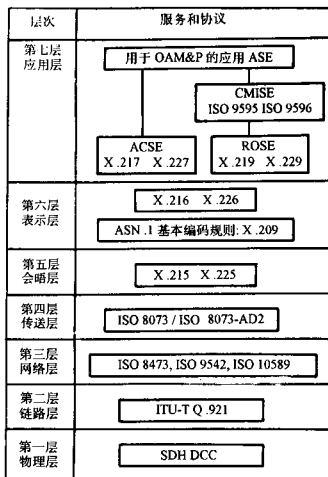 层次
服务和协议
第七层
应用层
用于 OAM&P 的应用 ASE
CMISE
ISO 9595 ISO 9596
ACSE
X .217 X .227
ROSE
X .219 X .229
第六层
表示层
X .216 X .226
ASN .1 基本编码规则: X .209
第五层
会晤层
X .215 X .225
第四层
传送层
ISO 8073 / ISO 8073-AD2
第三层
网络层
ISO 8473, ISO 9542, ISO 10589
第二层
链路层
ITU-T Q .921
第一层
物理层
SDH DCC